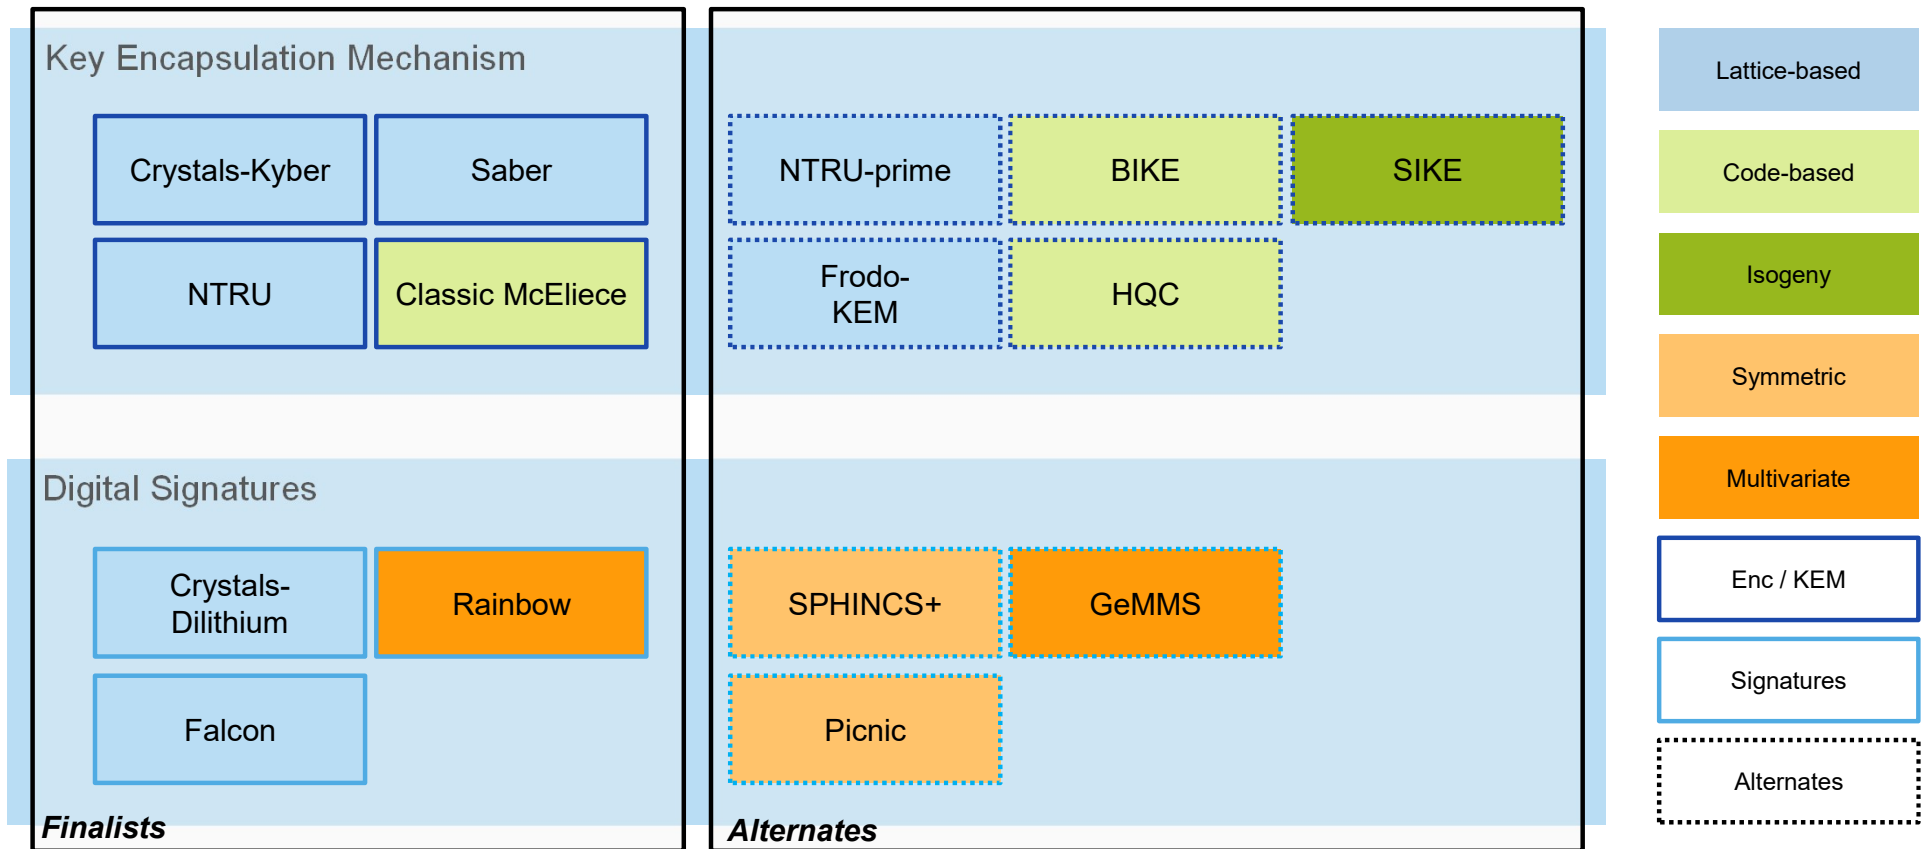 Key Encapsulation Mechanism
Crystals-Kyber
Saber
NTRU
Classic McEliece
NTRU-prime
BIKE
SIKE
Frodo-
KEM
HQC
Digital Signatures
Crystals-
Dilithium
Rainbow
Falcon
Finalists
SPHINCS+
GeMMS
Picnic
Alternates
Lattice-based
Code-based
Isogeny
Symmetric
Multivariate
Enc / KEM
Signatures
Alternates